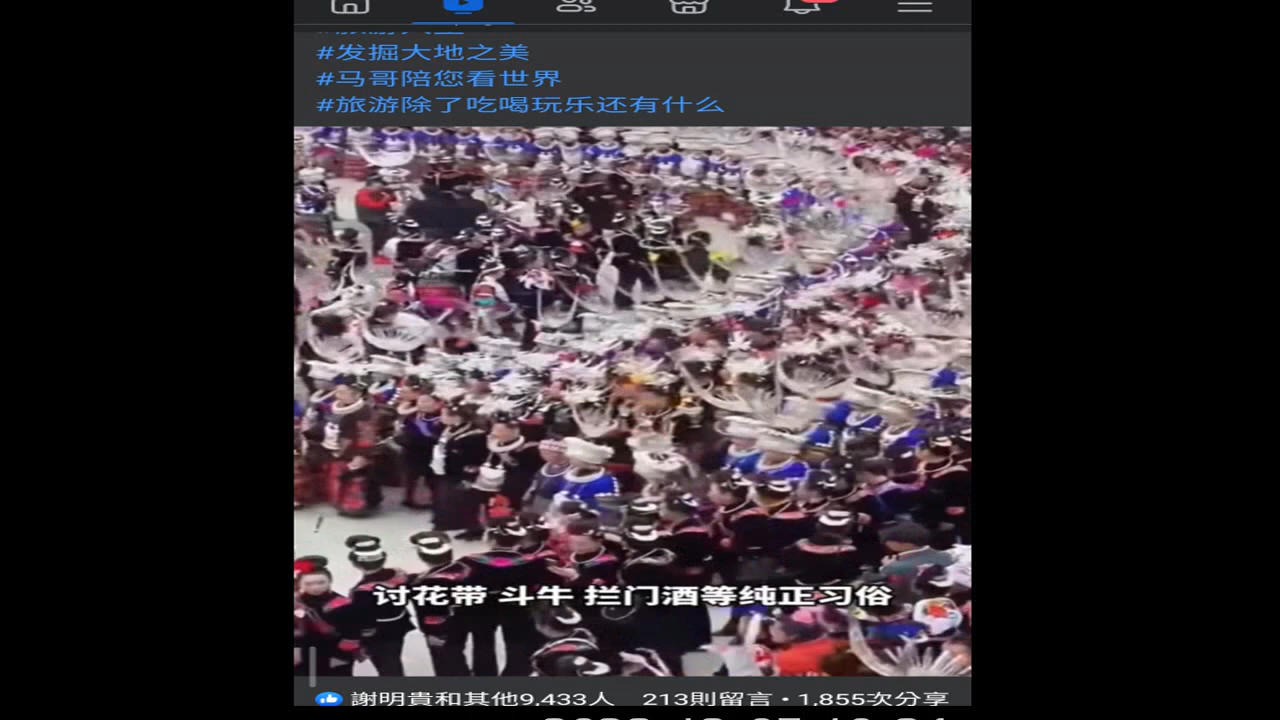 #发掘大地之美
#马哥陪您看世界
#旅游除了吃喝玩乐还有什么
讨花带 斗牛 拦门酒等纯正习俗
謝明貴和其他9,433人 213則留言·1,855次分享